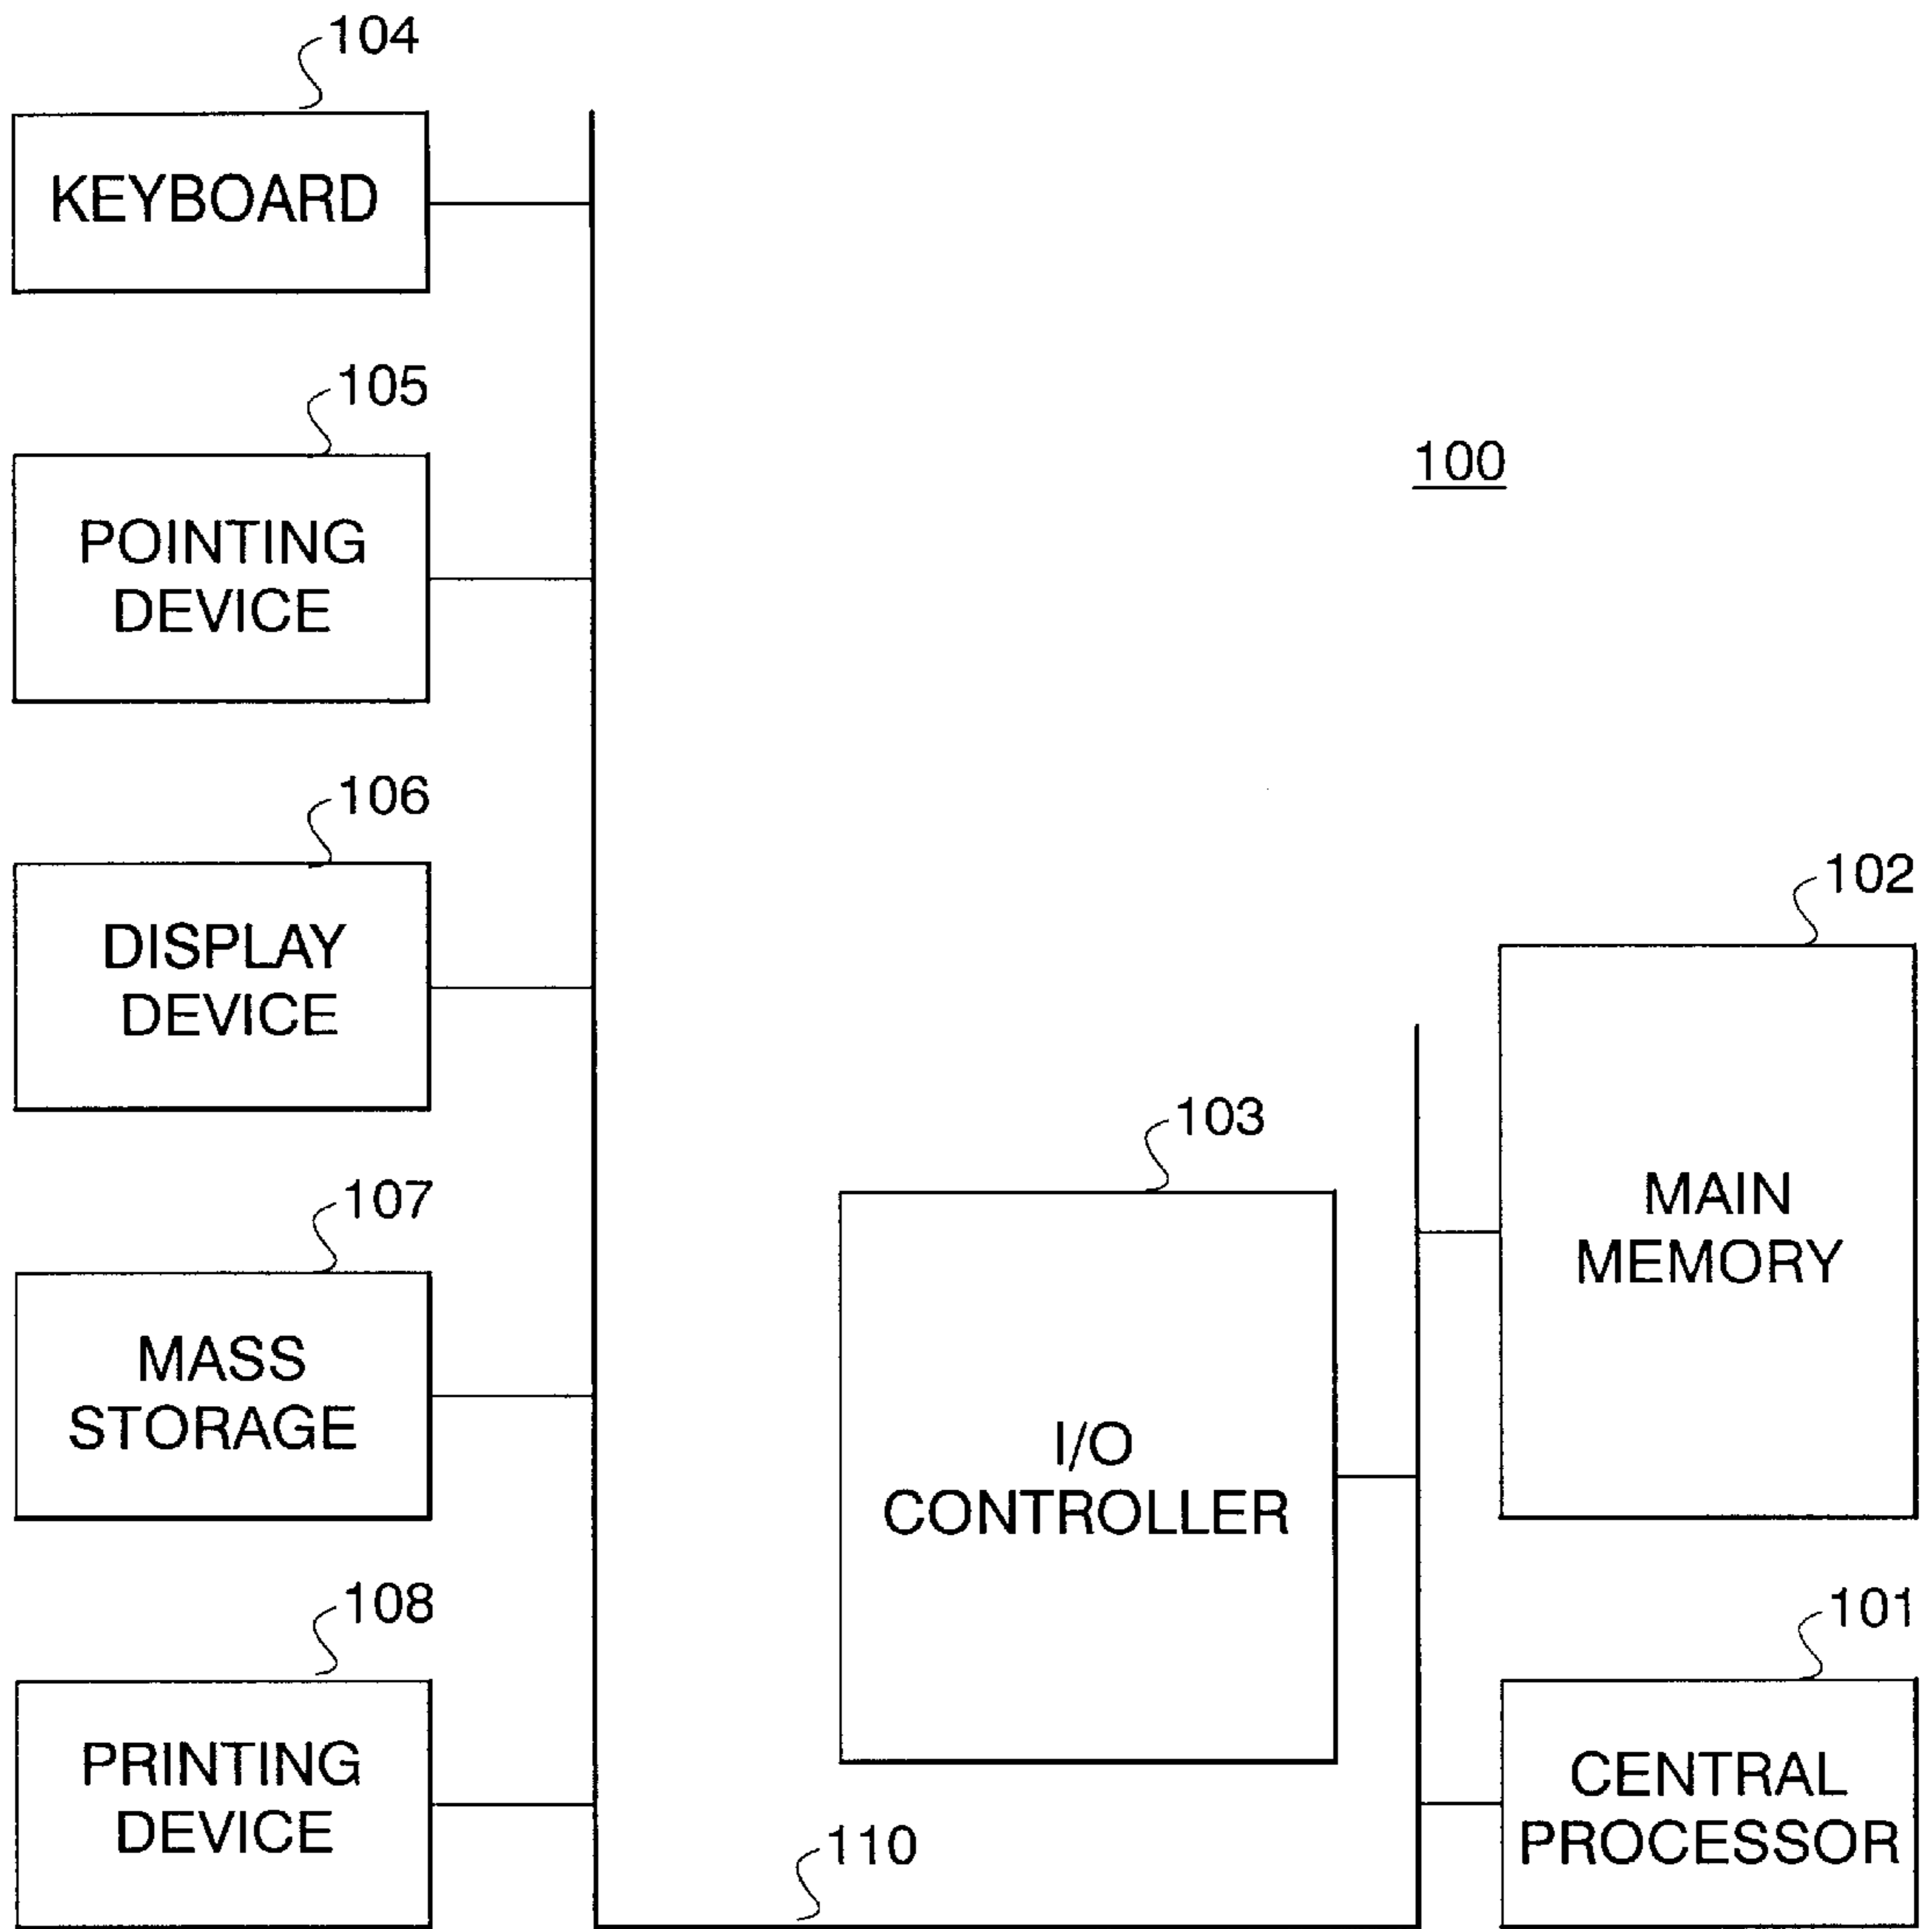 104
KEYBOARD
105
POINTING
DEVICE
100
106
DISPLAY
DEVICE
102
MAIN
MEMORY
103
I/O
CONTROLLER
107
MASS
STORAGE
108
PRINTING
DEVICE
101
CENTRAL
PROCESSOR
110